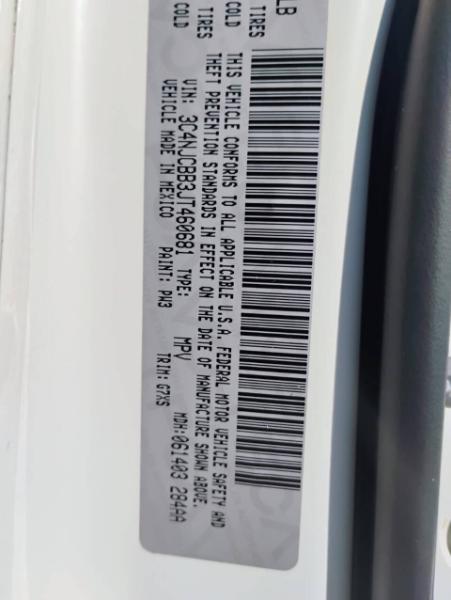 LB
TIRES COLD
TIRES COLD
THIS VEHICLE CONFORMS TO ALL APPLICABLE U.S.A. FEDERAL MOTOR VEHICLE SAFETY AND
THEFT PREVENTION STANDARDS IN EFFECT ON THE DATE OF MANUFACTURE SHOWN ABOVE.
VIN: 3C4NJCBB3JT460681 TYPE: MPV MDH:061403 284AA
VEHICLE MADE IN MEXICO PAINT: PW3 TRIM: G7XS